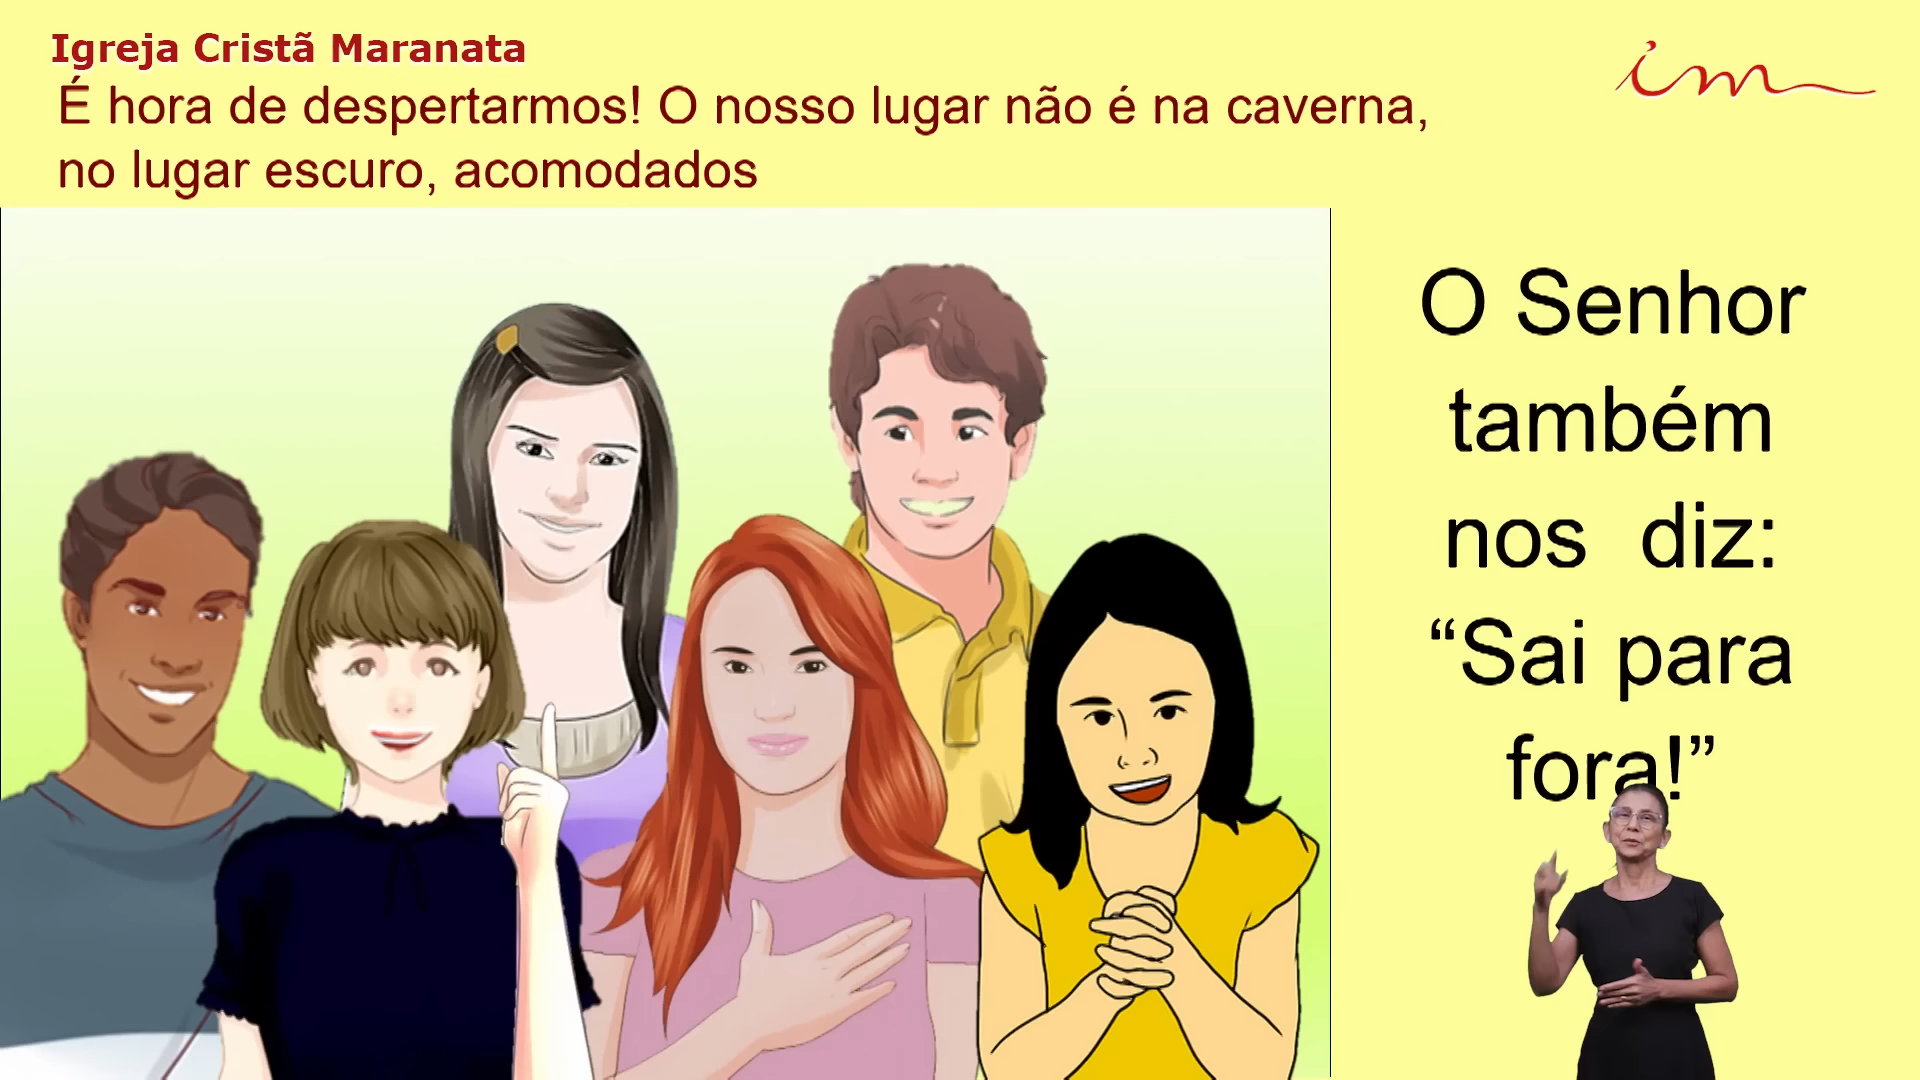 Igreja Cristã Maranata
É hora de despertarmos! O nosso lugar não é na caverna,
no lugar escuro, acomodados
im
O Senhor
também
nos diz:
“Sai para
fora!”